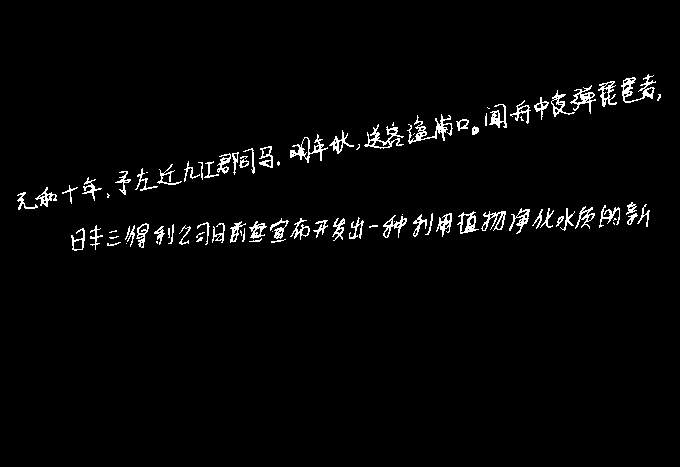 元和十年,予左迁九江郡司马.明年秋,送客湓浦口。闻舟中夜弹琵琶者,
日本三得利公司日前在宣布开发出一种利用植物净化水质的新